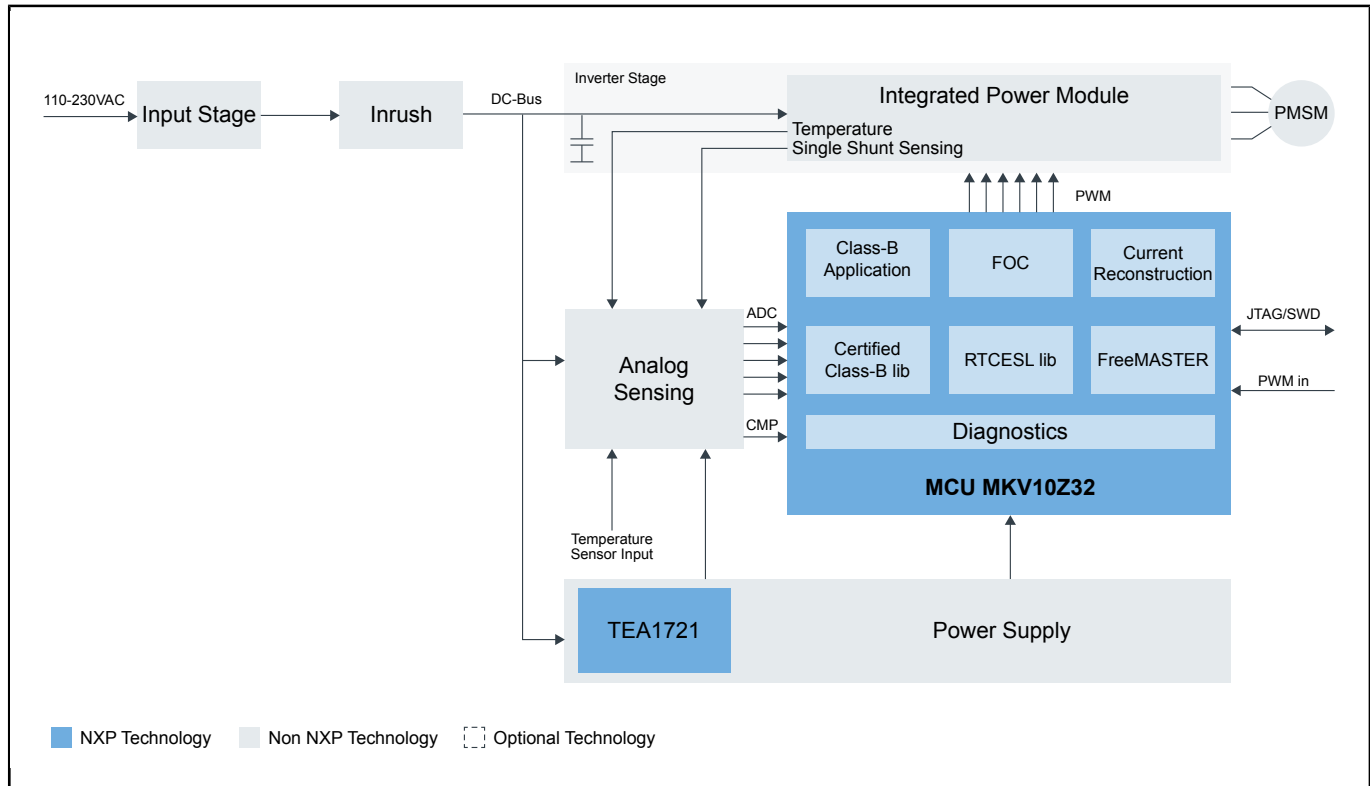 110-230VAC
Input Stage
Inrush
DC-Bus
Inverter Stage
Integrated Power Module
Temperature
Single Shunt Sensing
PMSM
PWM
Class-B
Application
FOC
Current
Reconstruction
JTAG/SWD
ADC
Analog
Sensing
Certified
Class-B lib
RTCESL lib
FreeMASTER
PWM in
CMP
Diagnostics
MCU MKV10Z32
Temperature
Sensor Input
TEA1721
Power Supply
NXP Technology
Non NXP Technology
Optional Technology